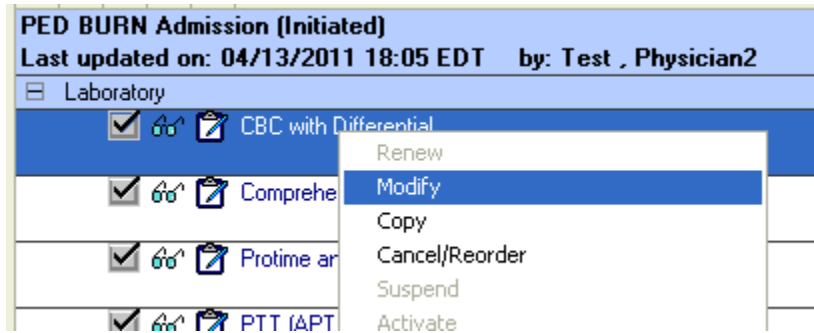 PED BURN Admission (Initiated)
Last updated on: 04/13/2011 18:05 EDT by: Test , Physician2
Laboratory
CBC with Differential
Renew
Modify
Comprehe
Copy
Protime ar
Cancel/Reorder
Suspend
PTT (APT
Activate